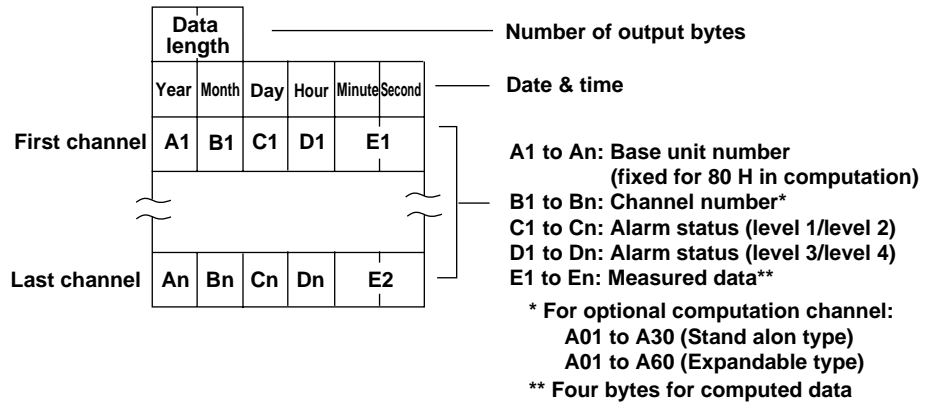 Data
length
Number of output bytes
Year Month Day Hour Minute Second
Date & time
First channel A1 B1 C1 D1 E1
A1 to An: Base unit number
(fixed for 80 H in computation)
B1 to Bn: Channel number*
C1 to Cn: Alarm status (level 1/level 2)
D1 to Dn: Alarm status (level 3/level 4)
E1 to En: Measured data**
Last channel An Bn Cn Dn E2
* For optional computation channel:
A01 to A30 (Stand alon type)
A01 to A60 (Expandable type)
** Four bytes for computed data